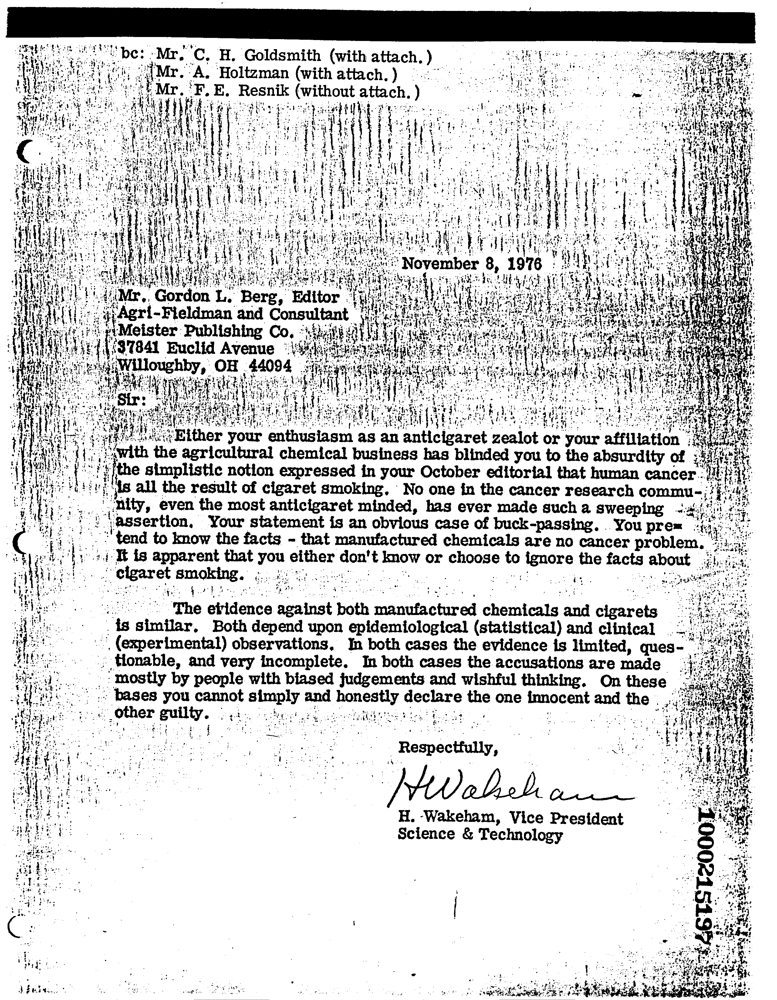 bc: Mr. C. H. Goldsmith (with attach.)
Mr. A. Holtzman (with attach.)
Mr. F. E. Resnik (without attach.)
November 8, 1976
Mr. Gordon L. Berg, Editor
Agri-Fieldman and Consultant
Meister Publishing Co.
37841 Euclid Avenue
Willoughby, OH 44094
Sir:
Either your enthusiasm as an anticigaret zealot or your affiliation
with the agricultural chemical business has blinded you to the absurdity of
the simplistic notion expressed in your October editorial that human cancer
is all the result of cigaret smoking. No one in the cancer research commu-
nity, even the most anticigaret minded, has ever made such a sweeping
assertion. Your statement is an obvious case of buck-passing. You pre-
tend to know the facts - that manufactured chemicals are no cancer problem.
It is apparent that you either don't know or choose to ignore the facts about
cigaret smoking.
The evidence against both manufactured chemicals and cigarets
is similar. Both depend upon epidemiological (statistical) and clinical
(experimental) observations. In both cases the evidence is limited, ques-
tionable, and very incomplete. In both cases the accusations are made
mostly by people with biased judgements and wishful thinking. On these
bases you cannot simply and honestly declare the one innocent and the
other guilty.
Respectfully,
HWakeham
H. Wakeham, Vice President
Science & Technology
1000215197